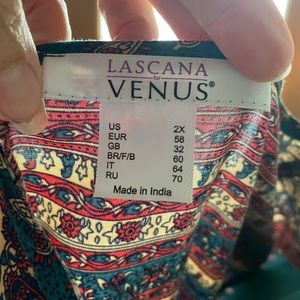 LASCANA
for
VENUS®
US 2X
EUR 58
GB 32
BR/F/B 60
IT 64
RU 70
Made in India